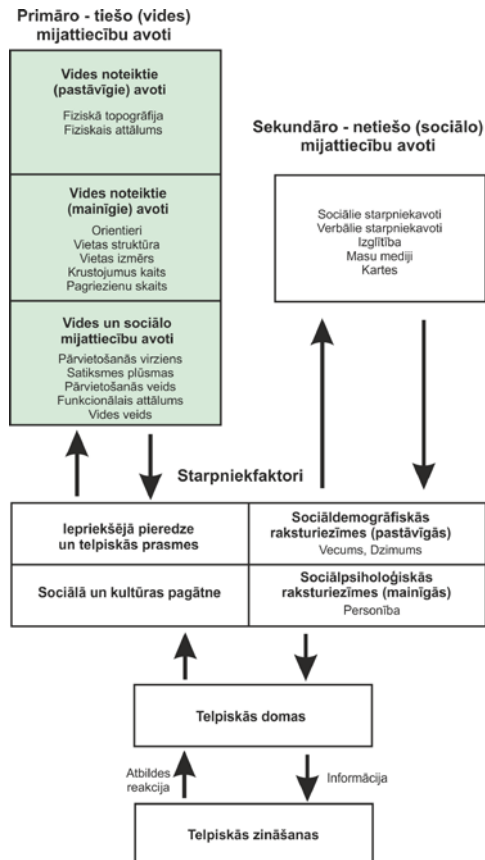 Primāro - tiešo (vides)
mijattiecību avoti
Vides noteiktie
(pastāvīgie) avoti
Fiziskā topogrāfija
Fiziskais attālums
Vides noteiktie
(mainīgie) avoti
Orientieri
Vietas struktūra
Vietas izmērs
Krustojumus kaits
Pagriezienu skaits
Vides un sociālo
mijattiecību avoti
Pārvietošanās virziens
Satiksmes plūsmas
Pārvietošanās veids
Funkcionālais attālums
Vides veids
Sekundāro - netiešo (sociālo)
mijattiecību avoti
Sociālie starpniekavoti
Verbālie starpniekavoti
Izglītība
Masu mediji
Kartes
Starpniekfaktori
Iepriekšējā pieredze
un telpiskās prasmes
Sociāldemogrāfiskās
raksturiezīmes (pastāvīgās)
Vecums, Dzimums
Sociālā un kultūras pagātne
Sociālpsiholoģiskās
raksturiezīmes (mainīgās)
Personība
Telpiskās domas
Atbildes
reakcija
Informācija
Telpiskās zināšanas